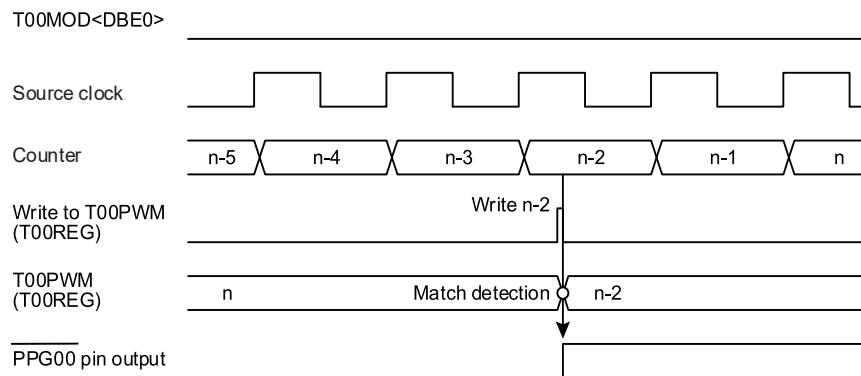 T00MOD<DBE0>
Source clock
Counter
n-5 n-4 n-3 n-2 n-1 n
Write to T00PWM
(T00REG)
Write n-2
T00PWM
(T00REG)
n Match detection n-2
PPG00 pin output